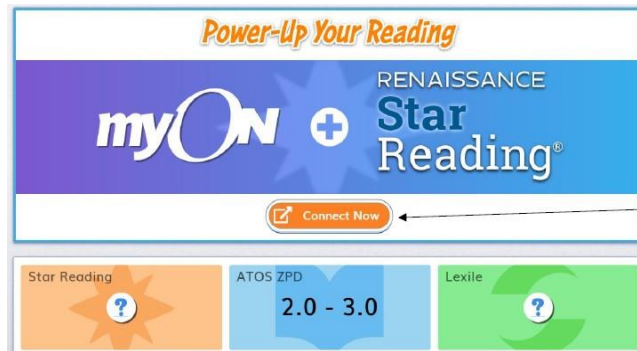 Power-Up Your Reading
myON + RENAISSANCE
Star
Reading®
Connect Now
Star Reading
ATOS ZPD
Lexile
?
2.0 - 3.0
?